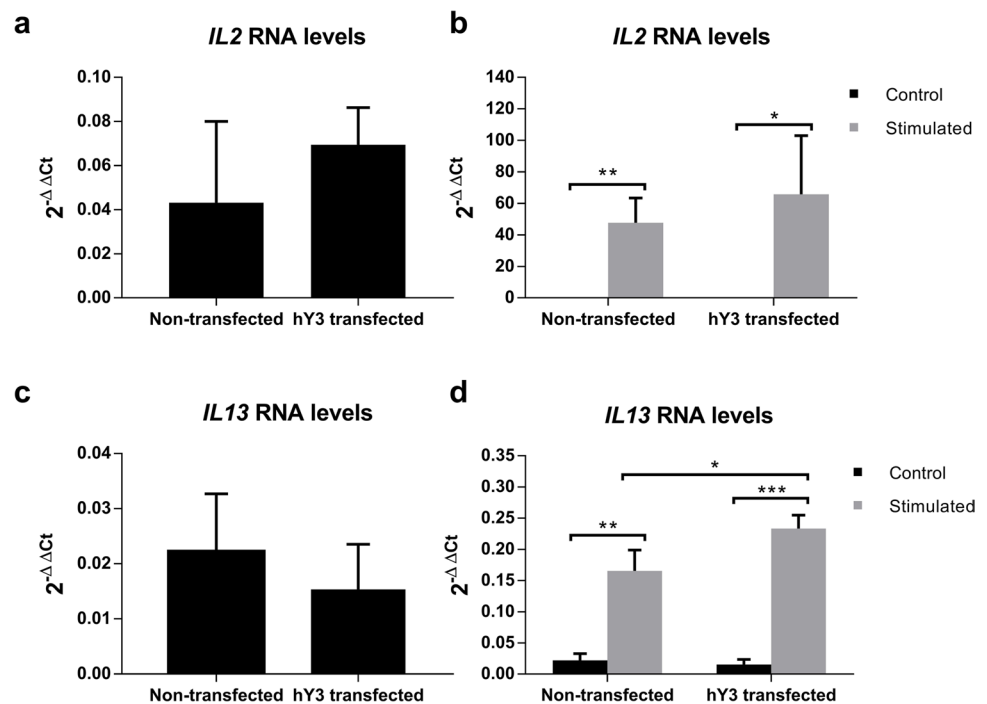 a
IL2 RNA levels
2-Δ ΔCt
0.10
0.08
0.06
0.04
0.02
0.00
Non-transfected hY3 transfected
b
IL2 RNA levels
2-Δ ΔCt
140
120
100
80
60
40
20
0
**
*
Non-transfected hY3 transfected
Control
Stimulated
c
IL13 RNA levels
2-Δ ΔCt
0.04
0.03
0.02
0.01
0.00
Non-transfected hY3 transfected
d
IL13 RNA levels
2-Δ ΔCt
0.35
0.30
0.25
0.20
0.15
0.10
0.05
0.00
*
**
***
Non-transfected hY3 transfected
Control
Stimulated